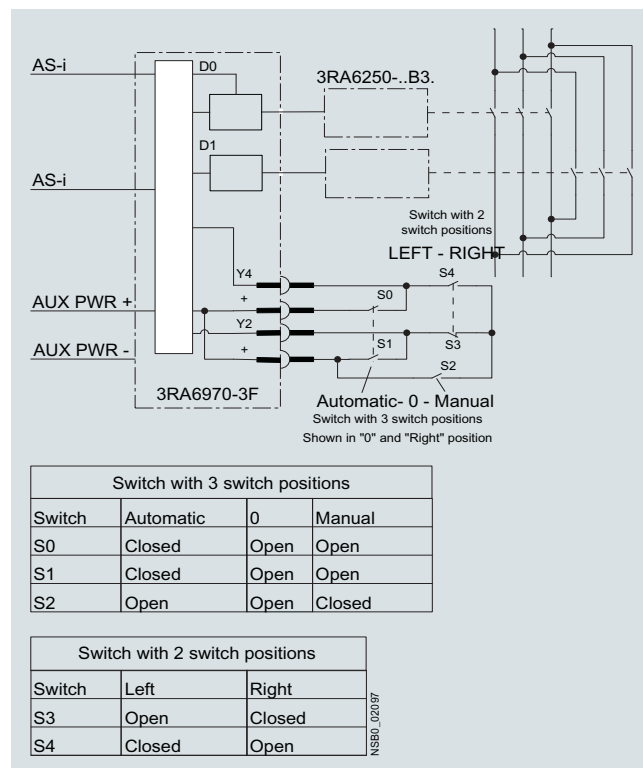 AS-i
D0
3RA6250-..B3.
D1
AS-i
Switch with 2
switch positions
LEFT - RIGHT
Y4
S4
AUX PWR +
+
S0
Y2
AUX PWR -
+
S1
S3
S2
3RA6970-3F
Automatic- 0 - Manual
Switch with 3 switch positions
Shown in "0" and "Right" position
Switch with 3 switch positions
Switch Automatic 0 Manual
S0 Closed Open Open
S1 Closed Open Open
S2 Open Open Closed
Switch with 2 switch positions
Switch Left Right
S3 Open Closed
S4 Closed Open
NSB0_02097